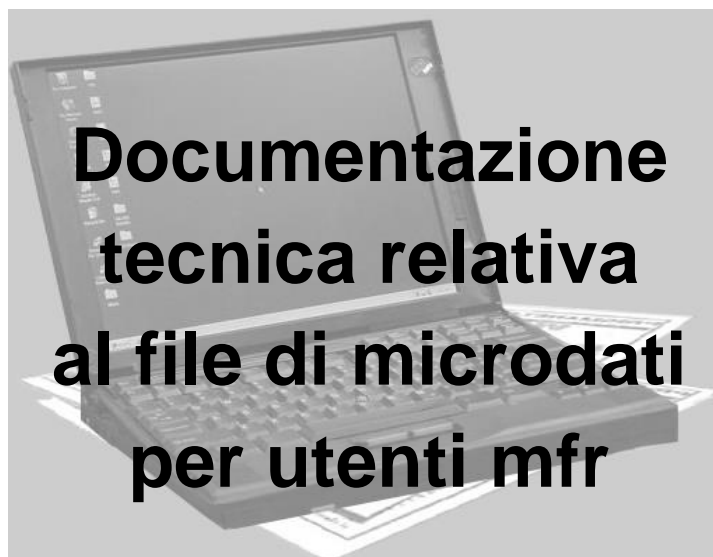 Documentazione
tecnica relativa
al file di microdati
per utenti mfr